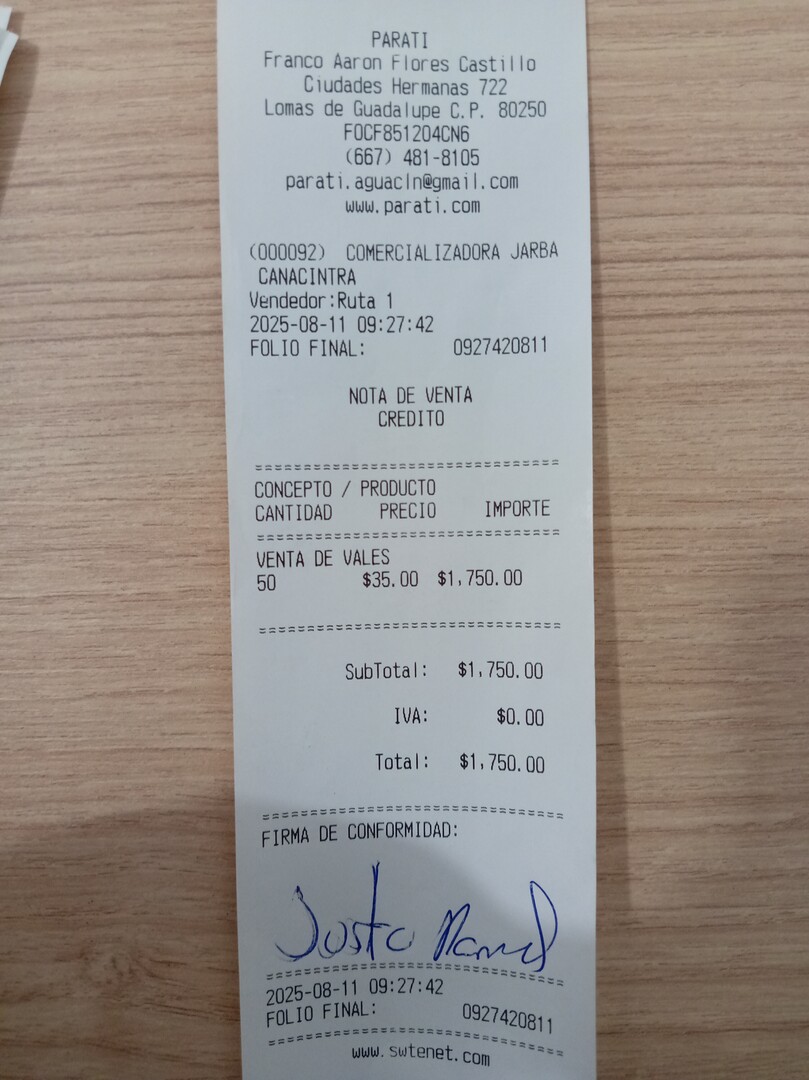 PARATI
Franco Aaron Flores Castillo
Ciudades Hermanas 722
Lomas de Guadalupe C.P. 80250
FOCF851204CN6
(667) 481-8105
parati.aguacln@gmail.com
www.parati.com
(000092) COMERCIALIZADORA JARBA
CANACINTRA
Vendedor:Ruta 1
2025-08-11 09:27:42
FOLIO FINAL: 0927420811
NOTA DE VENTA
CREDITO
================================
CONCEPTO / PRODUCTO
CANTIDAD PRECIO IMPORTE
================================
VENTA DE VALES
50 $35.00 $1,750.00
================================
SubTotal: $1,750.00
IVA: $0.00
Total: $1,750.00
================================
FIRMA DE CONFORMIDAD:
Justo
================================
2025-08-11 09:27:42
FOLIO FINAL: 0927420811
================================
www.swtenet.com